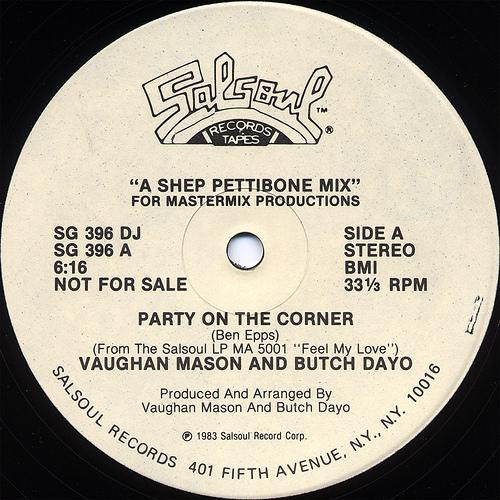 Salsoul ™
RECORDS ®
TAPES
"A SHEP PETTIBONE MIX"
FOR MASTERMIX PRODUCTIONS
SG 396 DJ
SG 396 A
6:16
NOT FOR SALE
SIDE A
STEREO
BMI
33⅓ RPM
PARTY ON THE CORNER
(Ben Epps)
(From The Salsoul LP MA 5001 "Feel My Love")
VAUGHAN MASON AND BUTCH DAYO
Produced And Arranged By
Vaughan Mason And Butch Dayo
℗ 1983 Salsoul Record Corp.
SALSOUL RECORDS 401 FIFTH AVENUE, N.Y., N.Y. 10016